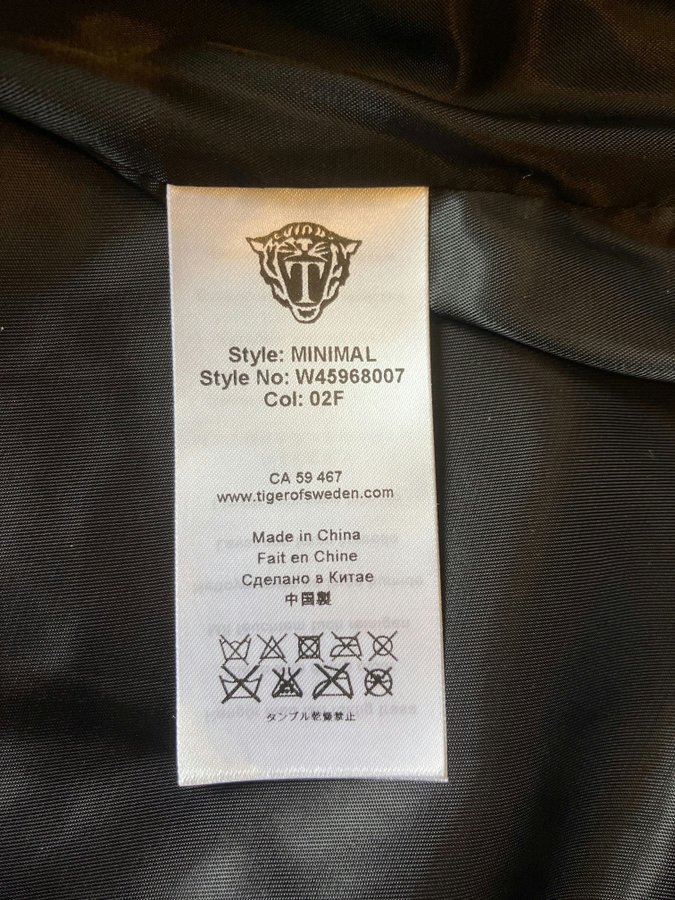 T
Style: MINIMAL
Style No: W45968007
Col: 02F
CA 59 467
www.tigerofsweden.com
Made in China
Fait en Chine
Сделано в Китае
中国製
タンブル乾燥禁止